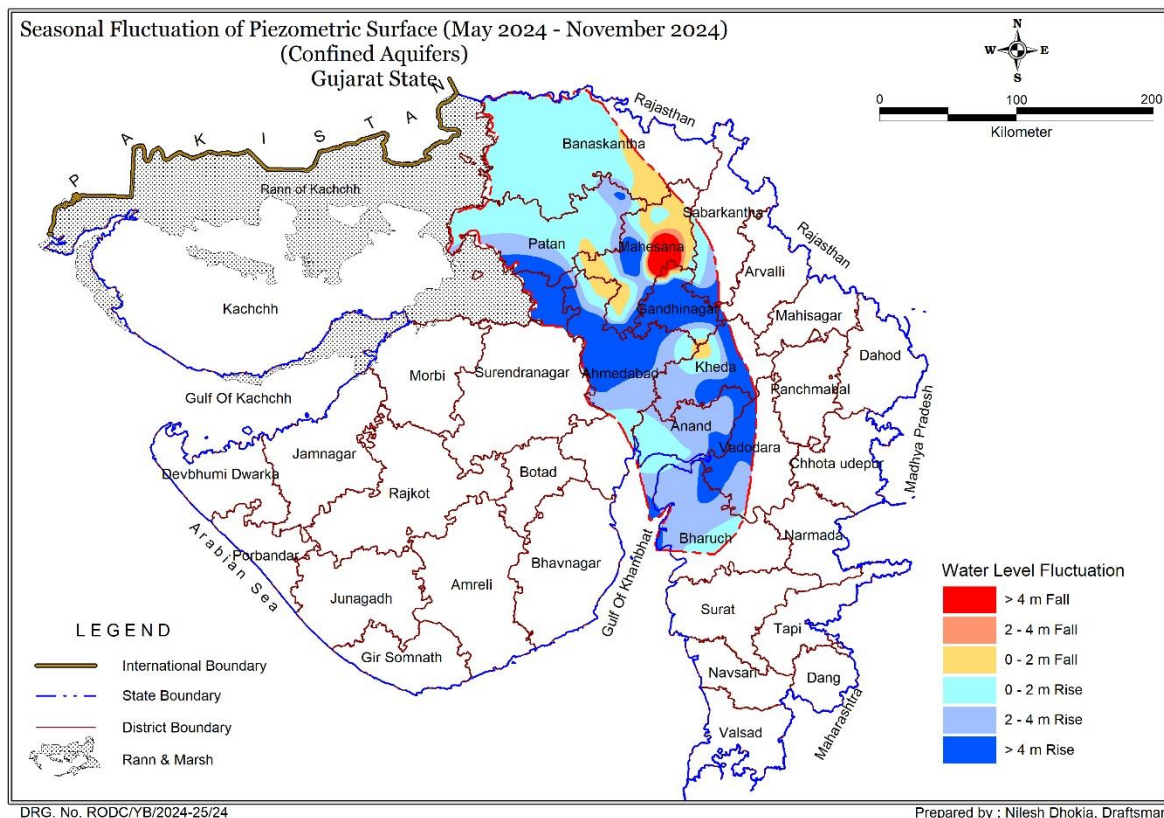 Seasonal Fluctuation of Piezometric Surface (May 2024 - November 2024)
(Confined Aquifers)
Gujarat State
N
W E
S
0 100 200
Kilometer
PAKISTAN
Rajasthan
Banaskantha
Rann of Kachchh
Sabarkantha
Rajasthan
Patan
Mahesana
Arvalli
Kachchh
Gandhinagar
Mahisagar
Dahod
Morbi
Surendranagar
Ahmedabad
Kheda
Panchmahal
Gulf Of Kachchh
Anand
Madhya Pradesh
Vadodara
Jamnagar
Botad
Chhota udepur
Devbhumi Dwarka
Rajkot
Bharuch
Narmada
Porbandar
Arabian Sea
Amreli
Bhavnagar
Gulf Of Khambhat
Junagadh
Surat
Tapi
Gir Somnath
Navsari
Dang
Valsad
Maharashtra
LEGEND
International Boundary
State Boundary
District Boundary
Rann & Marsh
Water Level Fluctuation
> 4 m Fall
2 - 4 m Fall
0 - 2 m Fall
0 - 2 m Rise
2 - 4 m Rise
> 4 m Rise
DRG. No. RODC/YB/2024-25/24
Prepared by : Nilesh Dhokia, Draftsman